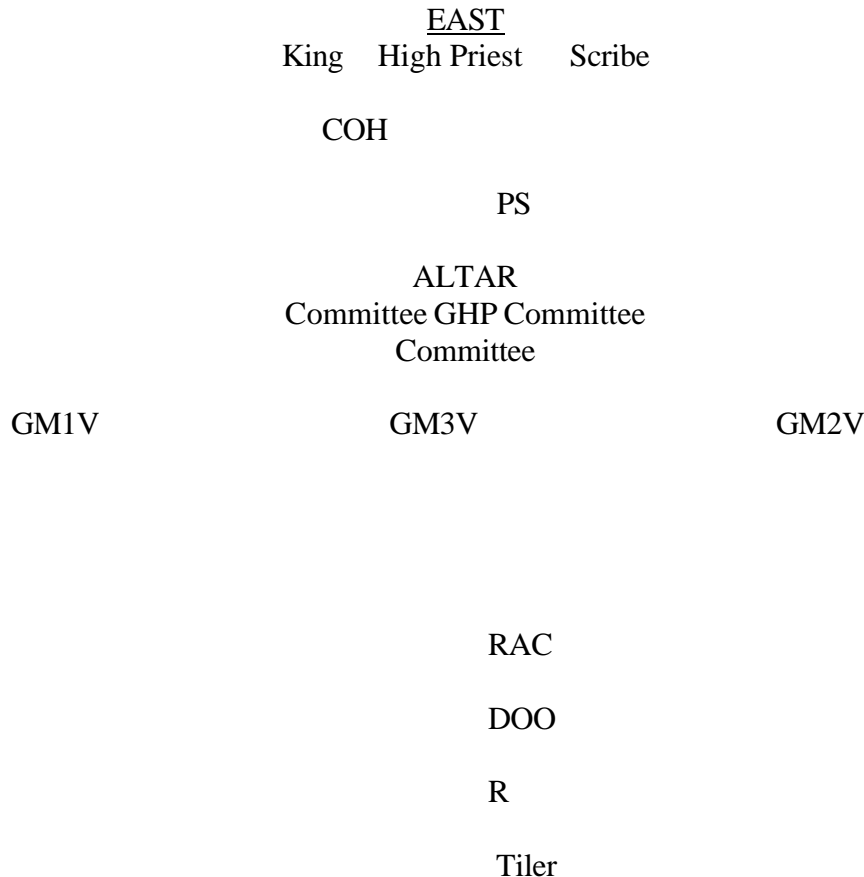 EAST
King High Priest Scribe
COH
PS
ALTAR
Committee GHP Committee
Committee
GM1V GM3V GM2V
RAC
DOO
R
Tiler